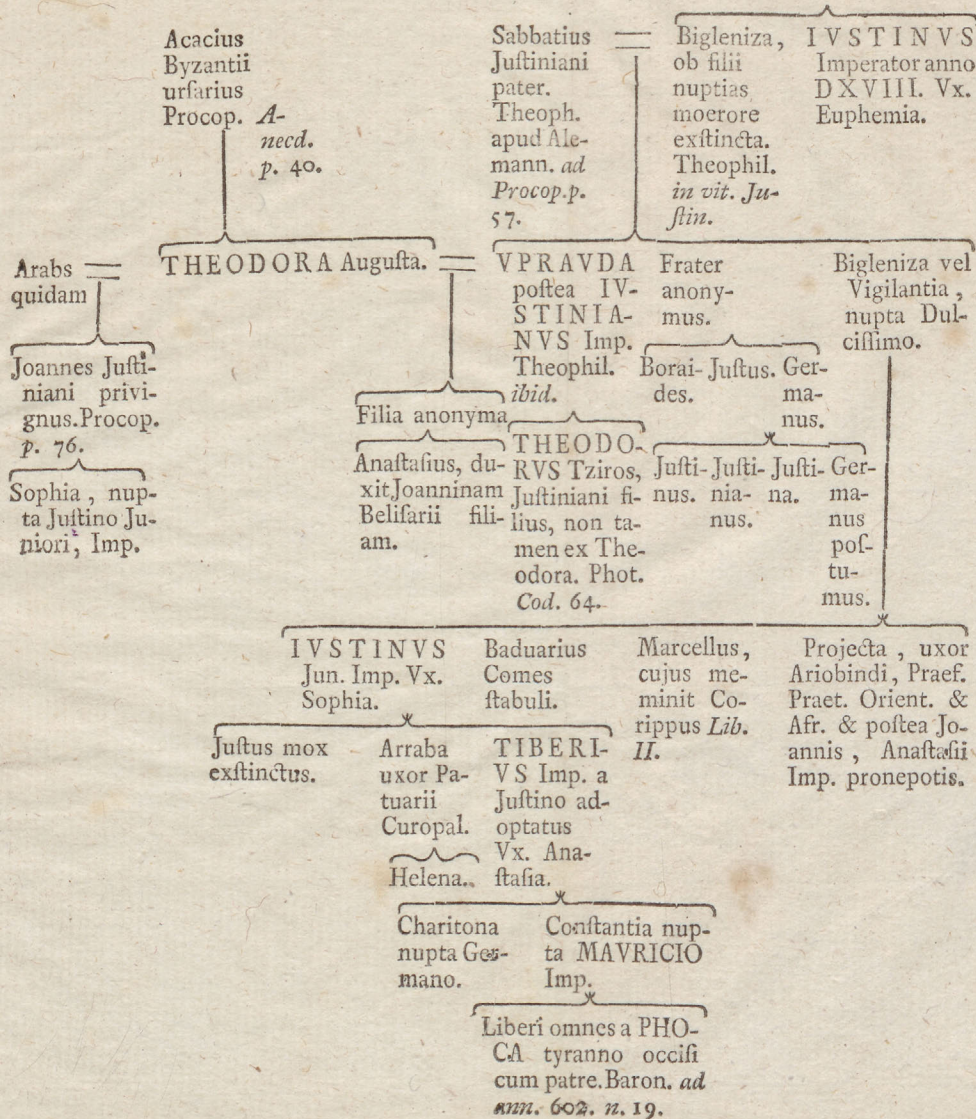 Acacius
Byzantii
urſarius
Procop. A-
necd.
p. 40.
Sabbatius
Juſtiniani
pater.
Theoph.
apud Ale-
mann. ad
Procop. p.
57.
Bigleniza,
ob filii
nuptias
moerore
exſtincta.
Theophil.
in vit. Ju-
ſtin.
IVSTINVS
Imperator anno
DXVIII. Vx.
Euphemia.
Arabs
quidam
THEODORA Auguſta.
VPRAVDA
poſtea IV-
STINIA-
NVS Imp.
Theophil.
ibid.
Frater
anony-
mus.
Bigleniza vel
Vigilantia,
nupta Dul-
ciſſimo.
Joannes Juſti-
niani privi-
gnus. Procop.
p. 76.
Filia anonyma
Borai-
des.
Juſtus.
Ger-
ma-
nus.
Sophia, nup-
ta Juſtino Ju-
niori, Imp.
Anaſtaſius, du-
xit Joanninam
Beliſarii fili-
am.
THEODO-
RVS Tziros,
Juſtiniani fi-
lius, non ta-
men ex The-
odora. Phot.
Cod. 64.
Juſti-
nus.
Juſti-
nia-
nus.
Juſti-
na.
Ger-
ma-
nus
poſ-
tu-
mus.
IVSTINVS
Jun. Imp. Vx.
Sophia.
Baduarius
Comes
ſtabuli.
Marcellus,
cujus me-
minit Co-
rippus Lib.
II.
Projecta, uxor
Ariobindi, Praef.
Praet. Orient. &
Afr. & poſtea Jo-
annis, Anaſtaſii
Imp. pronepotis.
Juſtus mox
exſtinctus.
Arraba
uxor Pa-
tuarii
Curopal.
TIBERI-
VS Imp. a
Juſtino ad-
optatus
Vx. Ana-
ſtaſia.
Helena.
Charitona
nupta Ger-
mano.
Conſtantia nup-
ta MAVRICIO
Imp.
Liberi omnes a PHO-
CA tyranno occiſi
cum patre. Baron. ad
ann. 602. n. 19.